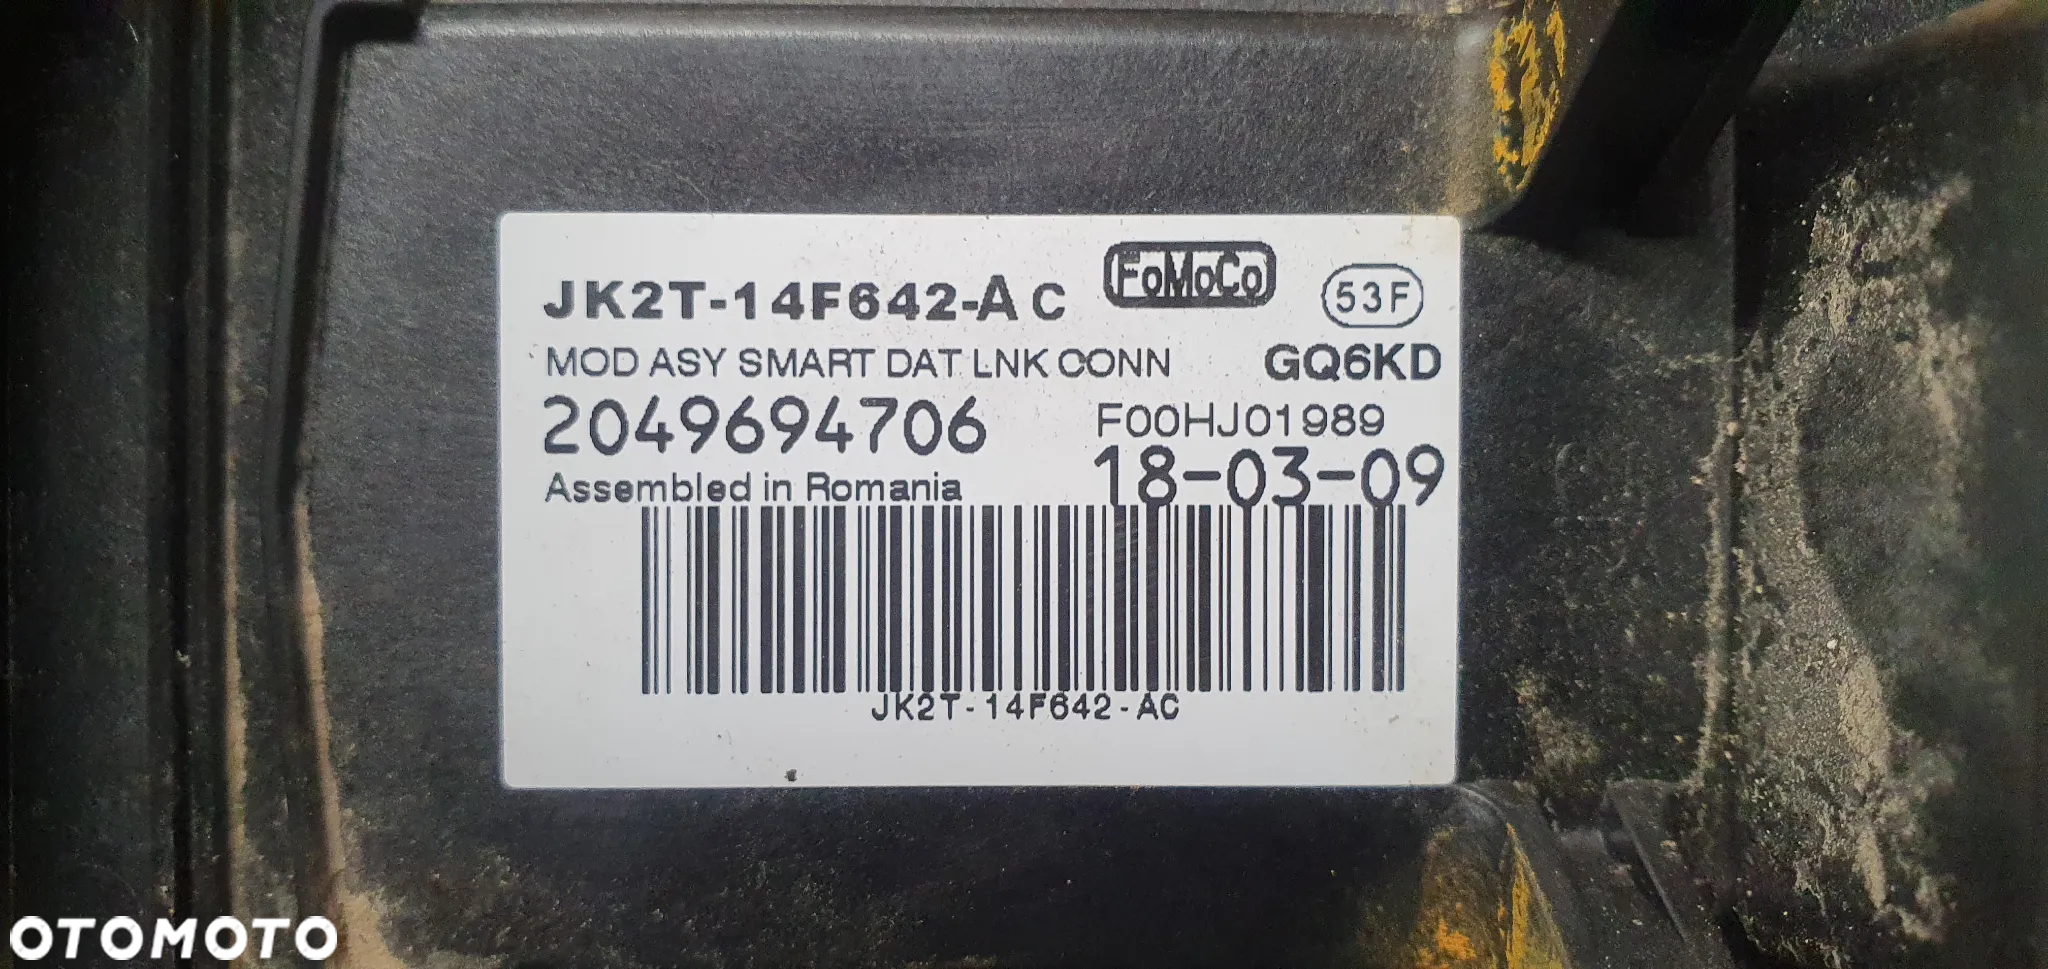 JK2T-14F642-AC FoMoCo 53F
MOD ASY SMART DAT LNK CONN GQ6KD
2049694706 F00HJ01989
Assembled in Romania 18-03-09
JK2T-14F642-AC
OTOMOTO